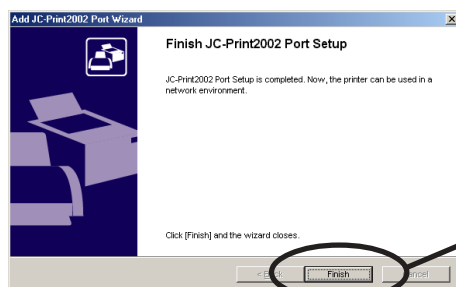 Add JC-Print2002 Port Wizard
Finish JC-Print2002 Port Setup
JC-Print2002 Port Setup is completed. Now, the printer can be used in a
network environment.
Click [Finish] and the wizard closes.
Finish